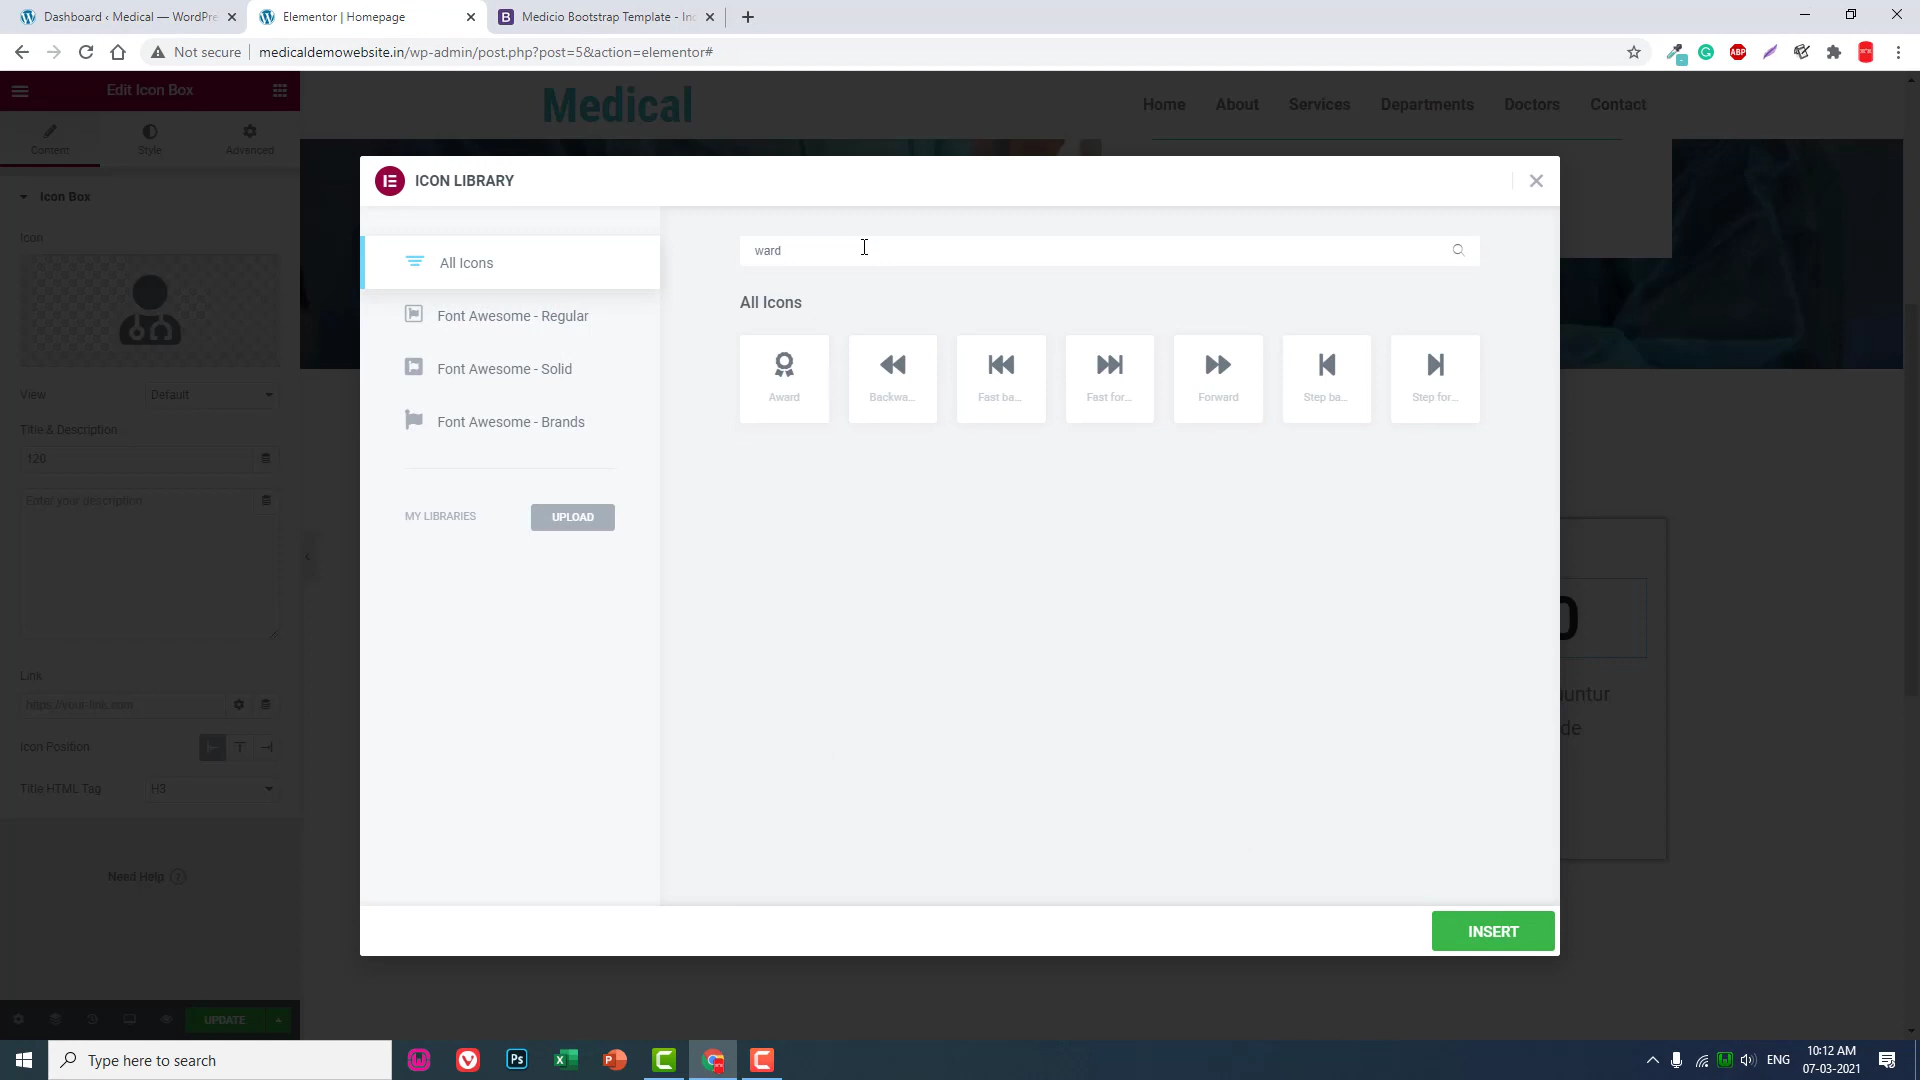 Dashboard ‹ Medical — WordPre
Elementor | Homepage
Medicio Bootstrap Template - In
Not secure
medicaldemowebsite.in/wp-admin/post.php?post=5&action=elementor#
ABP
Edit Icon Box
Medical
Home
About
Services
Departments
Doctors
Contact
Content
Style
Advanced
ICON LIBRARY
Icon Box
Icon
ward
All Icons
All Icons
Font Awesome - Regular
Font Awesome - Solid
Font Awesome - Brands
Award
Backwa...
Fast ba...
Fast for...
Forward
Step ba...
Step for...
MY LIBRARIES
UPLOAD
View
Default
Title & Description
120
Enter your description
Link
https://your-link.com
Icon Position
Title HTML Tag
H3
untur
de
Need Help
INSERT
UPDATE
Type here to search
Ps
ENG
10:12 AM
07-03-2021